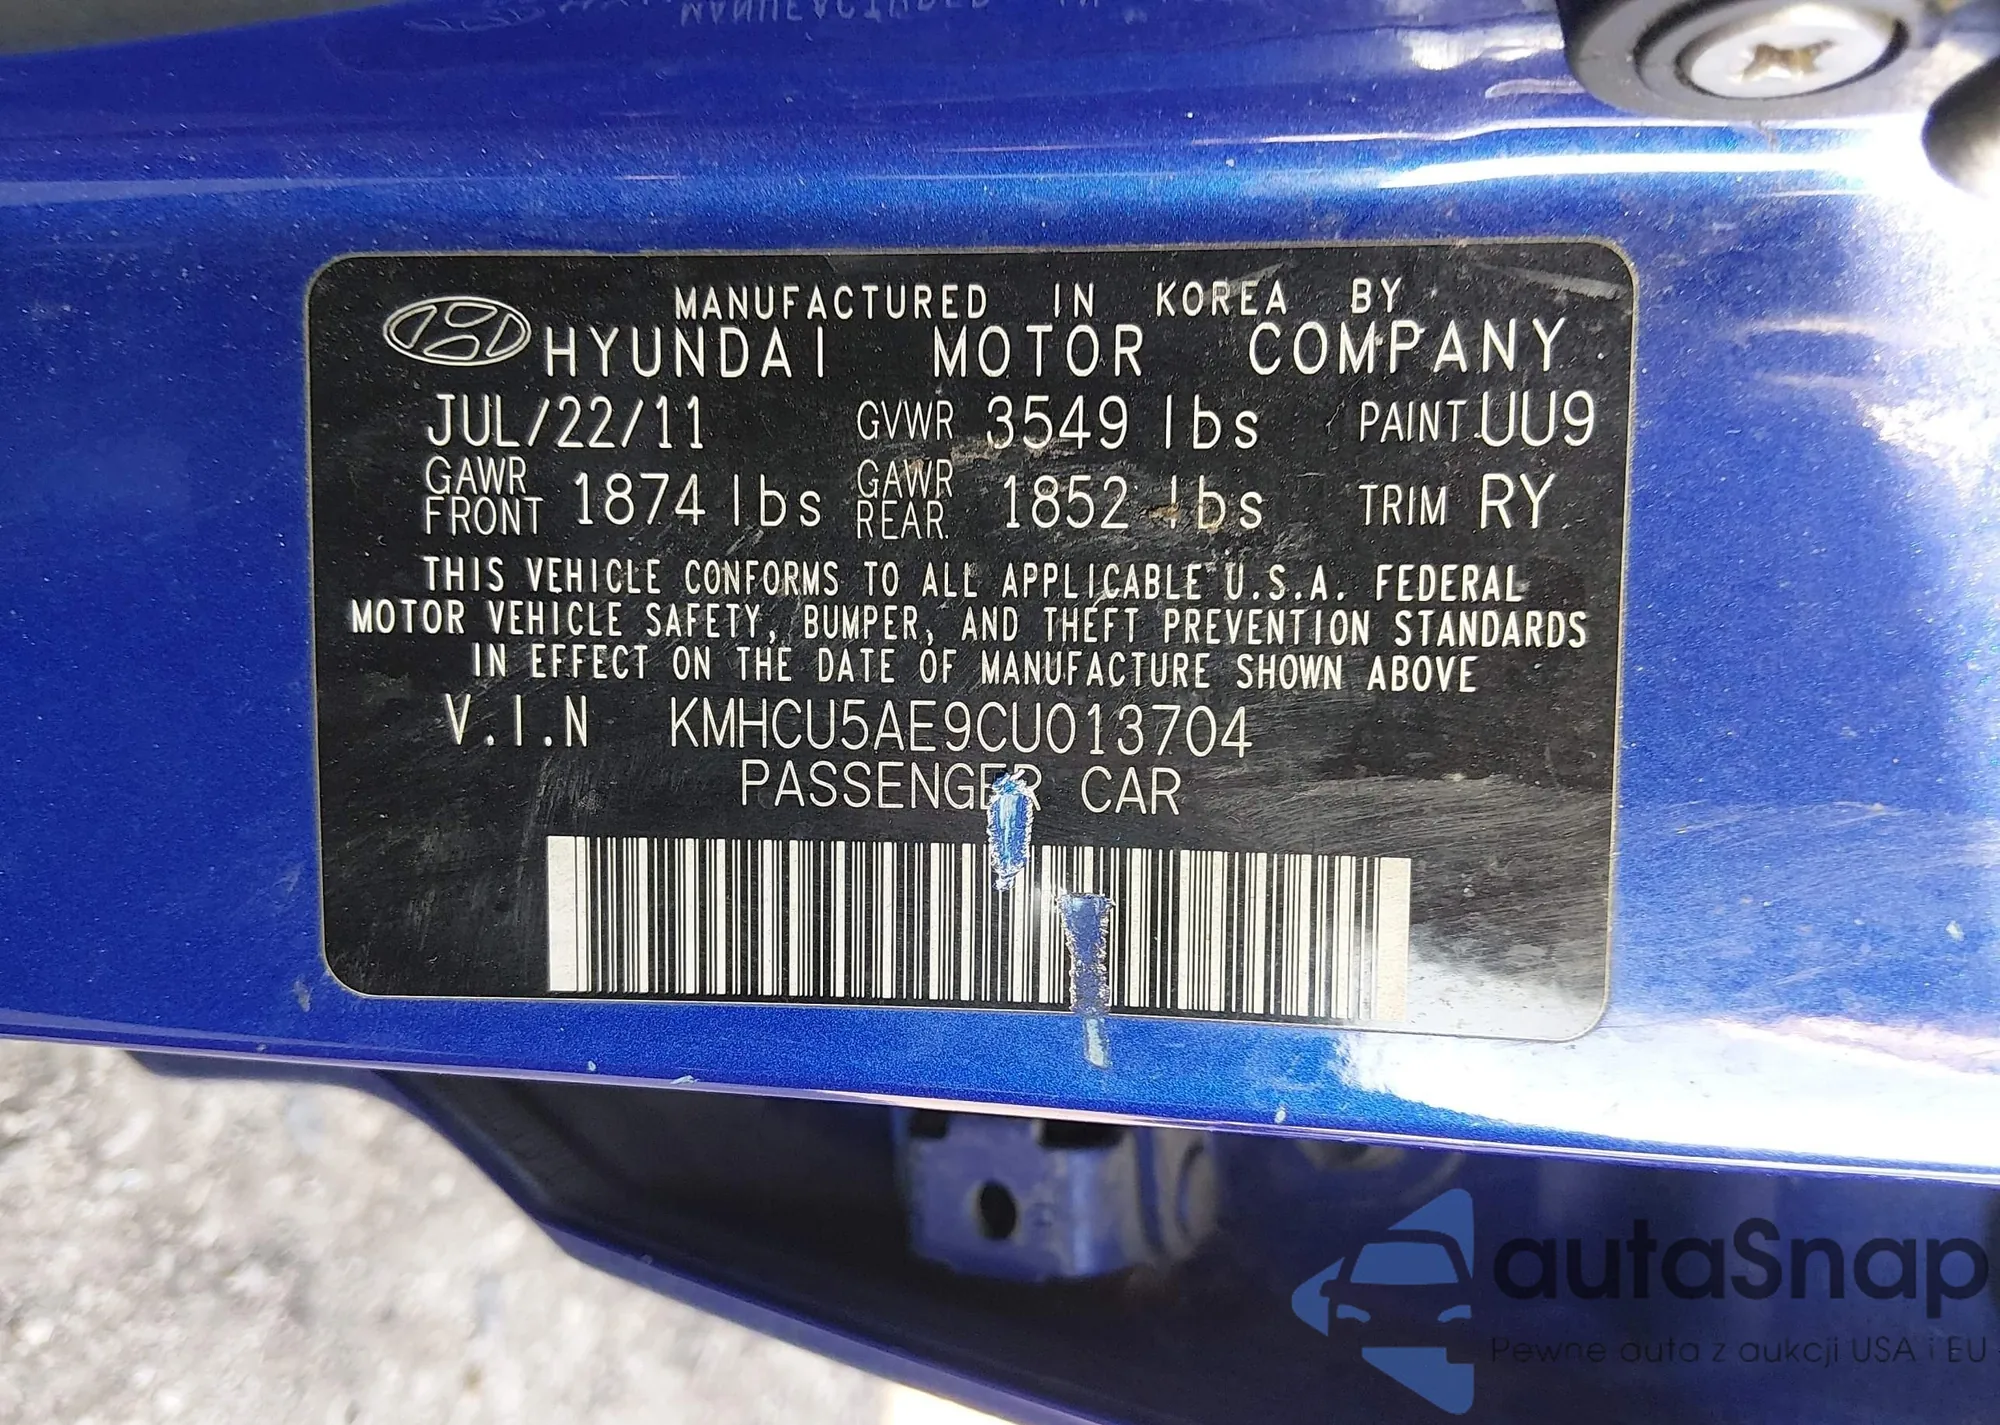 MANUFACTURED IN KOREA BY
HYUNDAI MOTOR COMPANY
JUL/22/11 GVWR 3549 lbs PAINT UU9
GAWR FRONT 1874 lbs GAWR REAR 1852 lbs TRIM RY
THIS VEHICLE CONFORMS TO ALL APPLICABLE U.S.A. FEDERAL
MOTOR VEHICLE SAFETY, BUMPER, AND THEFT PREVENTION STANDARDS
IN EFFECT ON THE DATE OF MANUFACTURE SHOWN ABOVE
V.I.N KMHCU5AE9CU013704
PASSENGER CAR
autaSnap
Pewne auta z aukcji USA i EU